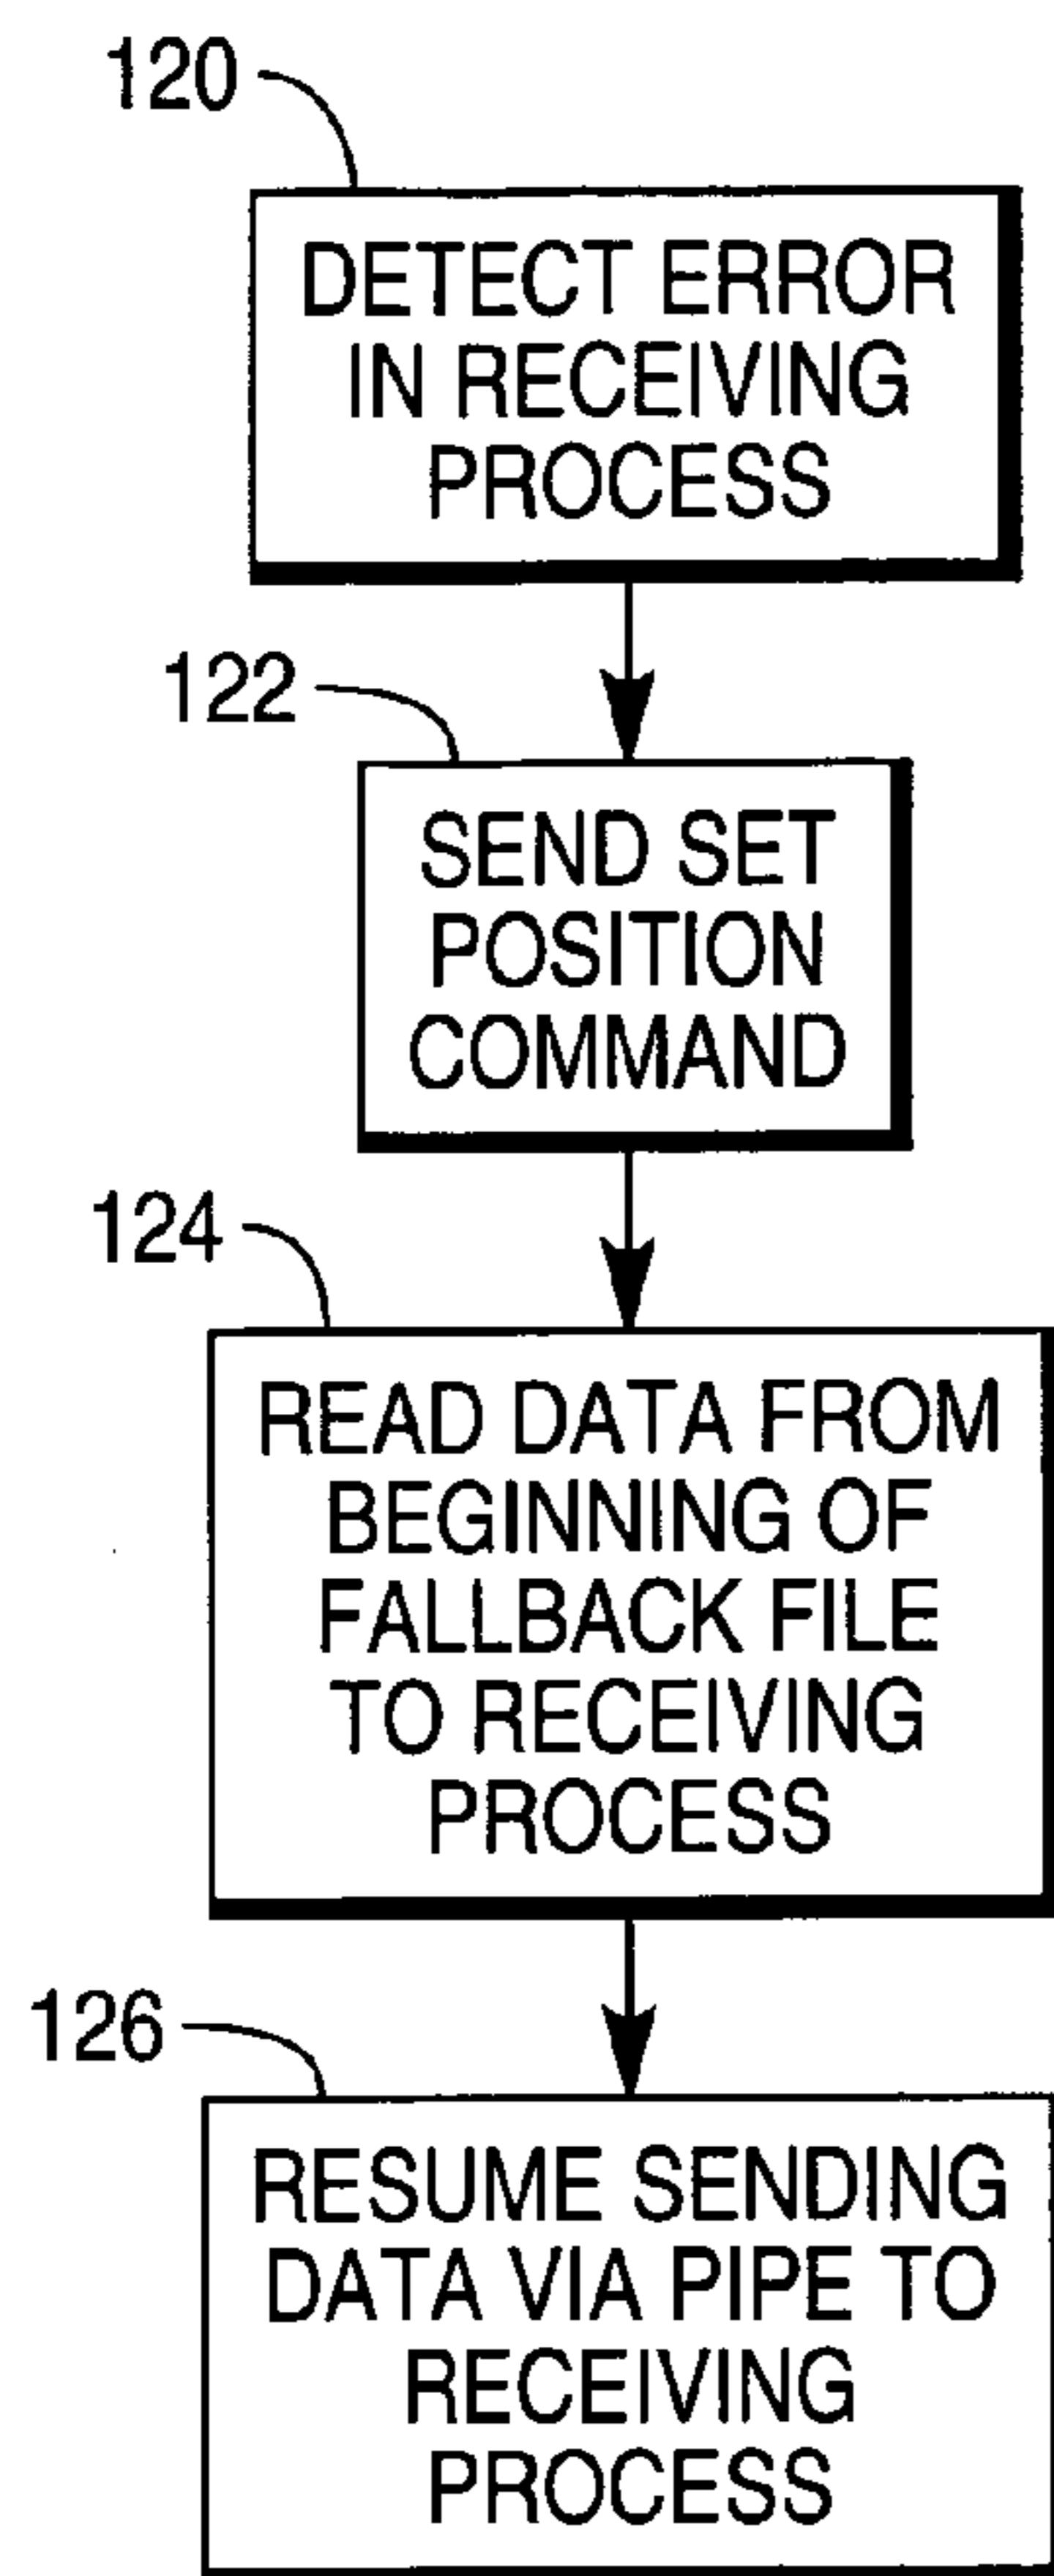 120
DETECT ERROR
IN RECEIVING
PROCESS
122
SEND SET
POSITION
COMMAND
124
READ DATA FROM
BEGINNING OF
FALLBACK FILE
TO RECEIVING
PROCESS
126
RESUME SENDING
DATA VIA PIPE TO
RECEIVING
PROCESS